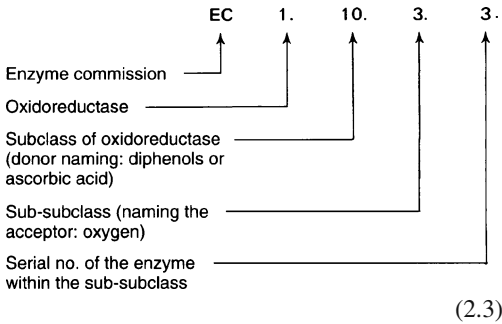 EC 1. 10. 3. 3.
Enzyme commission
Oxidoreductase
Subclass of oxidoreductase
(donor naming: diphenols or
ascorbic acid)
Sub-subclass (naming the
acceptor: oxygen)
Serial no. of the enzyme
within the sub-subclass
(2.3)